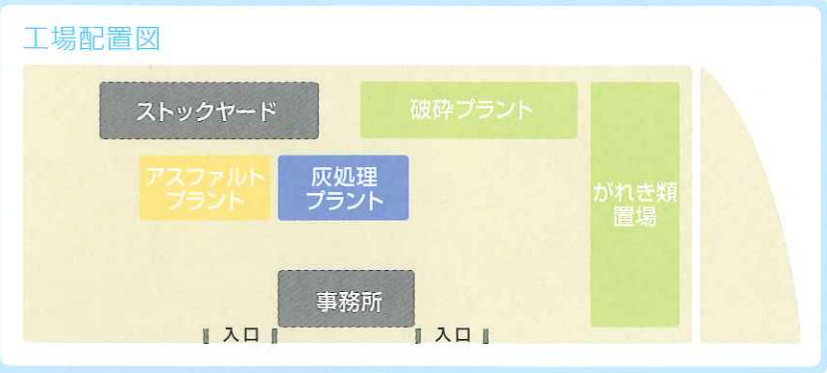 工場配置図
ストックヤード
破砕プラント
アスファルト
プラント
灰処理
プラント
がれき類
置場
事務所
入口
入口